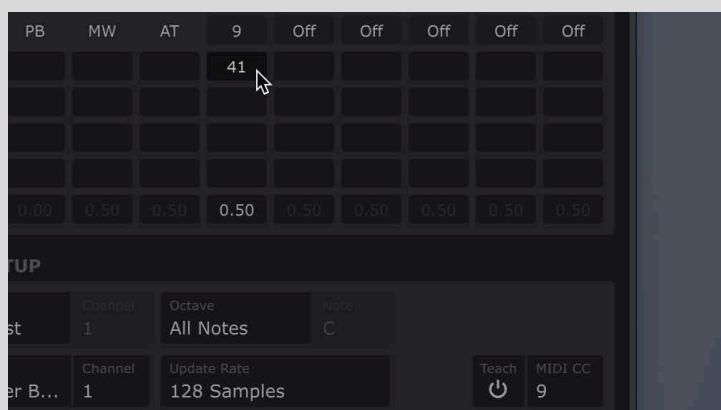 PB MW AT 9 Off Off Off Off Off
41
0.00 0.50 0.50 0.50 0.50 0.50 0.50 0.50 0.50
TUP
Channel Octave Note
st 1 All Notes C
Channel Update Rate Teach MIDI CC
er B... 1 128 Samples 9